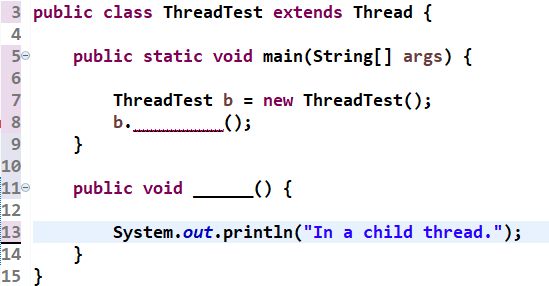 3 public class ThreadTest extends Thread {
4
5 public static void main(String[] args) {
6
7 ThreadTest b = new ThreadTest();
8 b._________();
9 }
10
11 public void ______() {
12
13 System.out.println("In a child thread.");
14 }
15 }